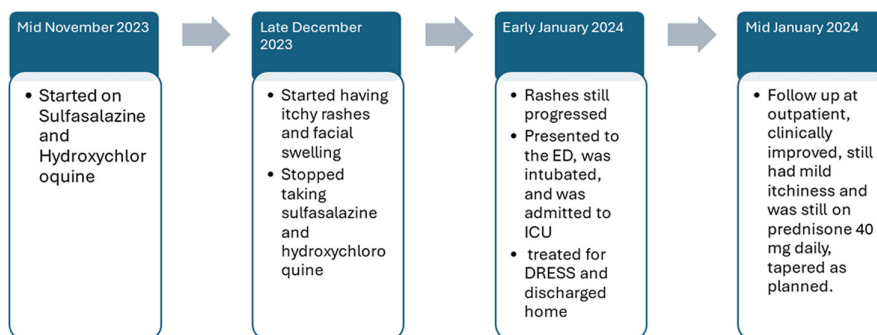 Mid November 2023
• Started on
Sulfasalazine
and
Hydroxychlor
oquine
Late December
2023
• Started having
itchy rashes
and facial
swelling
• Stopped
taking
sulfasalazine
and
hydroxychloro
quine
Early January 2024
• Rashes still
progressed
• Presented to
the ED, was
intubated,
and was
admitted to
ICU
• treated for
DRESS and
discharged
home
Mid January 2024
• Follow up at
outpatient,
clinically
improved, still
had mild
itchiness and
was still on
prednisone 40
mg daily,
tapered as
planned.